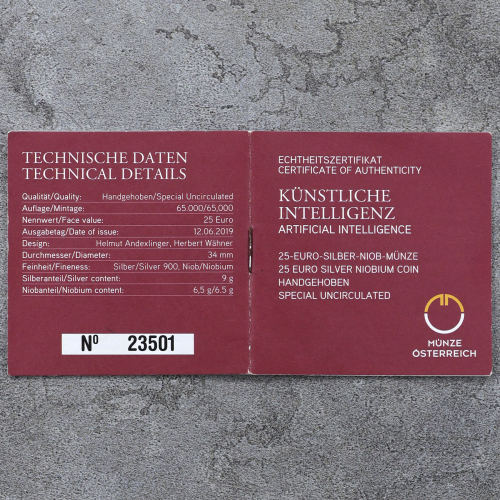 TECHNISCHE DATEN
TECHNICAL DETAILS
Qualität/Quality: Handgehoben/Special Uncirculated
Auflage/Mintage: 65.000/65,000
Nennwert/Face value: 25 Euro
Ausgabetag/Date of issue: 12.06.2019
Design: Helmut Andexlinger, Herbert Wähner
Durchmesser/Diameter: 34 mm
Feinheit/Fineness: Silber/Silver 900, Niob/Niobium
Silberanteil/Silver content: 9 g
Niobanteil/Niobium content: 6,5 g/6.5 g
Nº 23501
ECHTHEITSZERTIFIKAT
CERTIFICATE OF AUTHENTICITY
KÜNSTLICHE
INTELLIGENZ
ARTIFICIAL INTELLIGENCE
25-EURO-SILBER-NIOB-MÜNZE
25 EURO SILVER NIOBIUM COIN
HANDGEHOBEN
SPECIAL UNCIRCULATED
MÜNZE
ÖSTERREICH